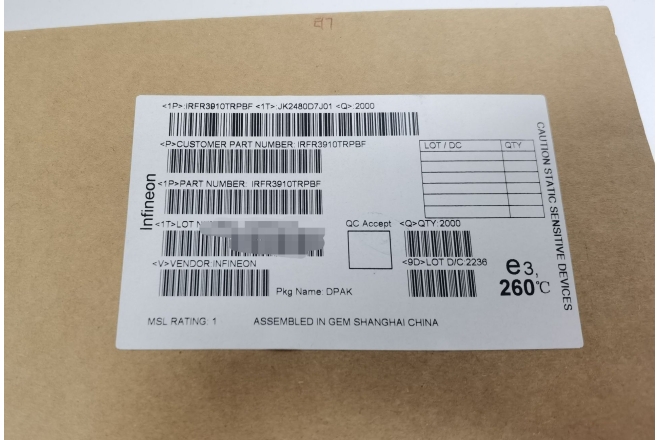 <1P>:IRFR3910TRPBF <1T>:JK2480D7J01 <Q>:2000
<P>CUSTOMER PART NUMBER: IRFR3910TRPBF
LOT / DC QTY
<1P>PART NUMBER: IRFR3910TRPBF
Infineon
<1T>LOT
QC Accept
<Q>QTY:2000
<V>VENDOR:INFINEON
<9D>LOT D/C:2236
Pkg Name: DPAK
e3,
260℃
CAUTION STATIC SENSITIVE DEVICES
MSL RATING: 1 ASSEMBLED IN GEM SHANGHAI CHINA